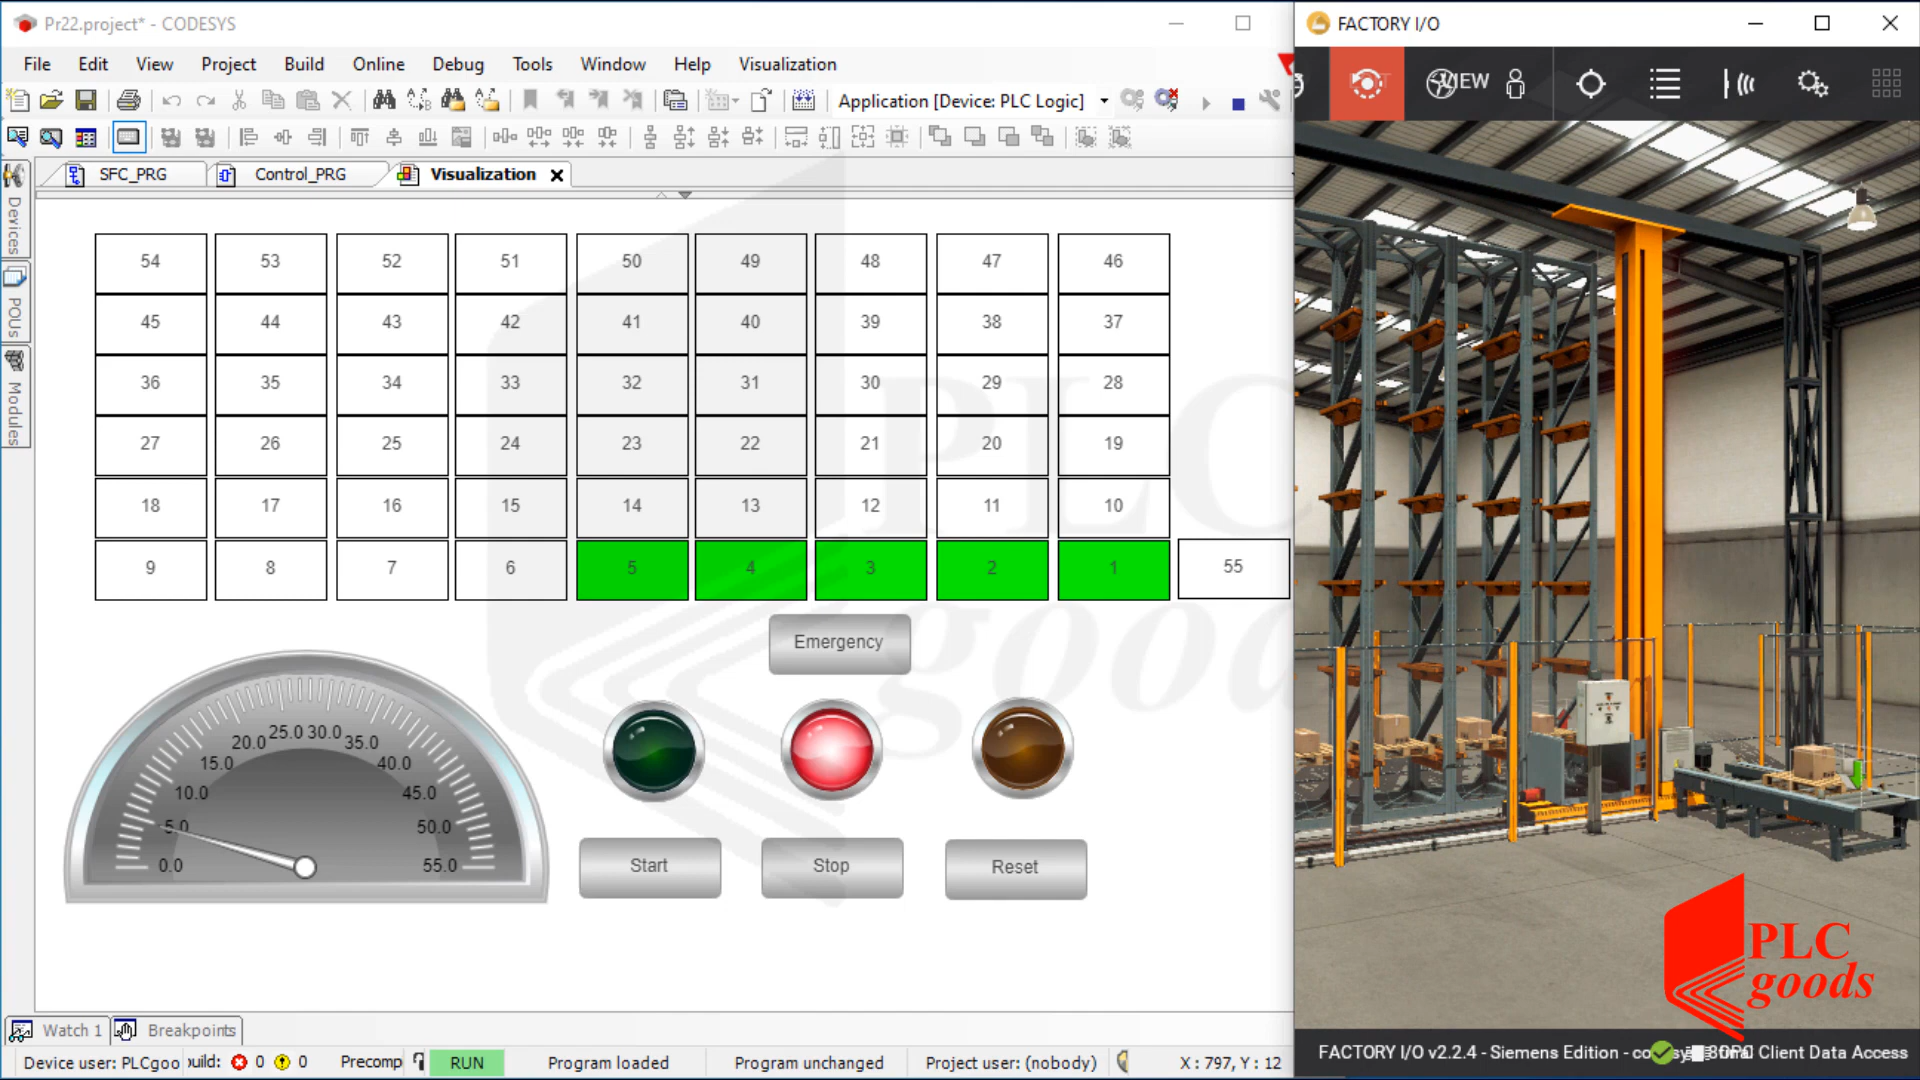 Pr22.project* - CODESYS
File Edit View Project Build Online Debug Tools Window Help Visualization
Application [Device: PLC Logic]
SFC_PRG Control_PRG Visualization
Devices
POUs
Modules
54 53 52 51 50 49 48 47 46
45 44 43 42 41 40 39 38 37
36 35 34 33 32 31 30 29 28
27 26 25 24 23 22 21 20 19
18 17 16 15 14 13 12 11 10
9 8 7 6 5 4 3 2 1 55
Emergency
0.0 5.0 10.0 15.0 20.0 25.0 30.0 35.0 40.0 45.0 50.0 55.0
Start Stop Reset
PLC
goods
Watch 1 Breakpoints
Device user: PLCgoo uild: 0 0 Precomp RUN Program loaded Program unchanged Project user: (nobody) X : 797, Y : 12
FACTORY I/O
VIEW
PLC
goods
FACTORY I/O v2.2.4 - Siemens Edition - Client Data Access